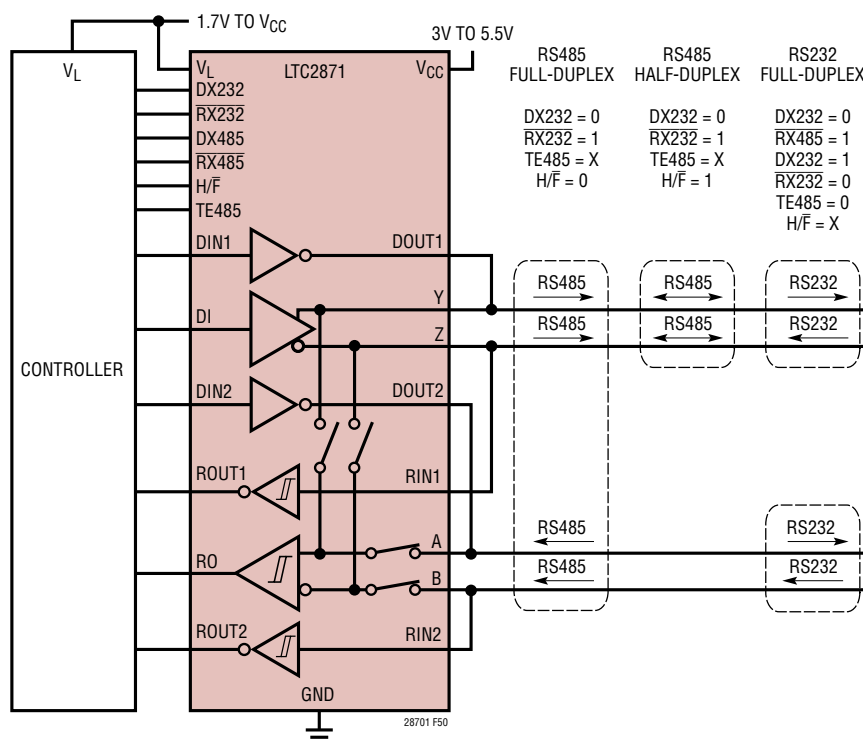 1.7V TO VCC
3V TO 5.5V
VL
VL
LTC2871
VCC
DX232
RX232
DX485
RX485
H/F
TE485
RS485
FULL-DUPLEX
DX232 = 0
RX232 = 1
TE485 = X
H/F = 0
RS485
HALF-DUPLEX
DX232 = 0
RX232 = 1
TE485 = X
H/F = 1
RS232
FULL-DUPLEX
DX232 = 0
RX485 = 1
DX232 = 1
RX232 = 0
TE485 = 0
H/F = X
DIN1
DOUT1
Y
RS485
RS485
RS232
DI
Z
RS485
RS485
RS232
CONTROLLER
DIN2
DOUT2
ROUT1
RIN1
RO
A
RS485
RS232
B
RS485
RS232
ROUT2
RIN2
GND
28701 F50